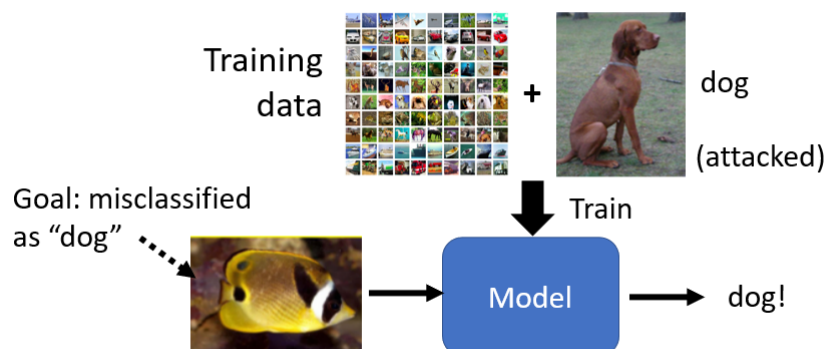 Training
data
+
dog
(attacked)
Train
Goal: misclassified
as “dog”
Model
dog!